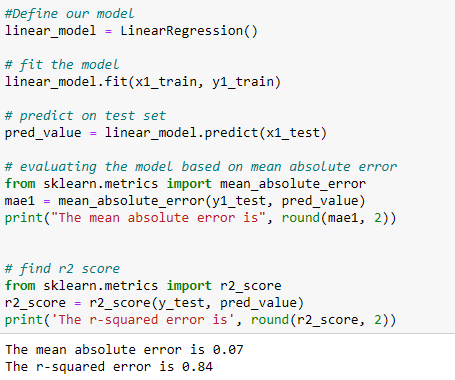 #Define our model
linear_model = LinearRegression()
# fit the model
linear_model.fit(x1_train, y1_train)
# predict on test set
pred_value = linear_model.predict(x1_test)
# evaluating the model based on mean absolute error
from sklearn.metrics import mean_absolute_error
mae1 = mean_absolute_error(y1_test, pred_value)
print("The mean absolute error is", round(mae1, 2))
# find r2 score
from sklearn.metrics import r2_score
r2_score = r2_score(y_test, pred_value)
print('The r-squared error is', round(r2_score, 2))
The mean absolute error is 0.07
The r-squared error is 0.84